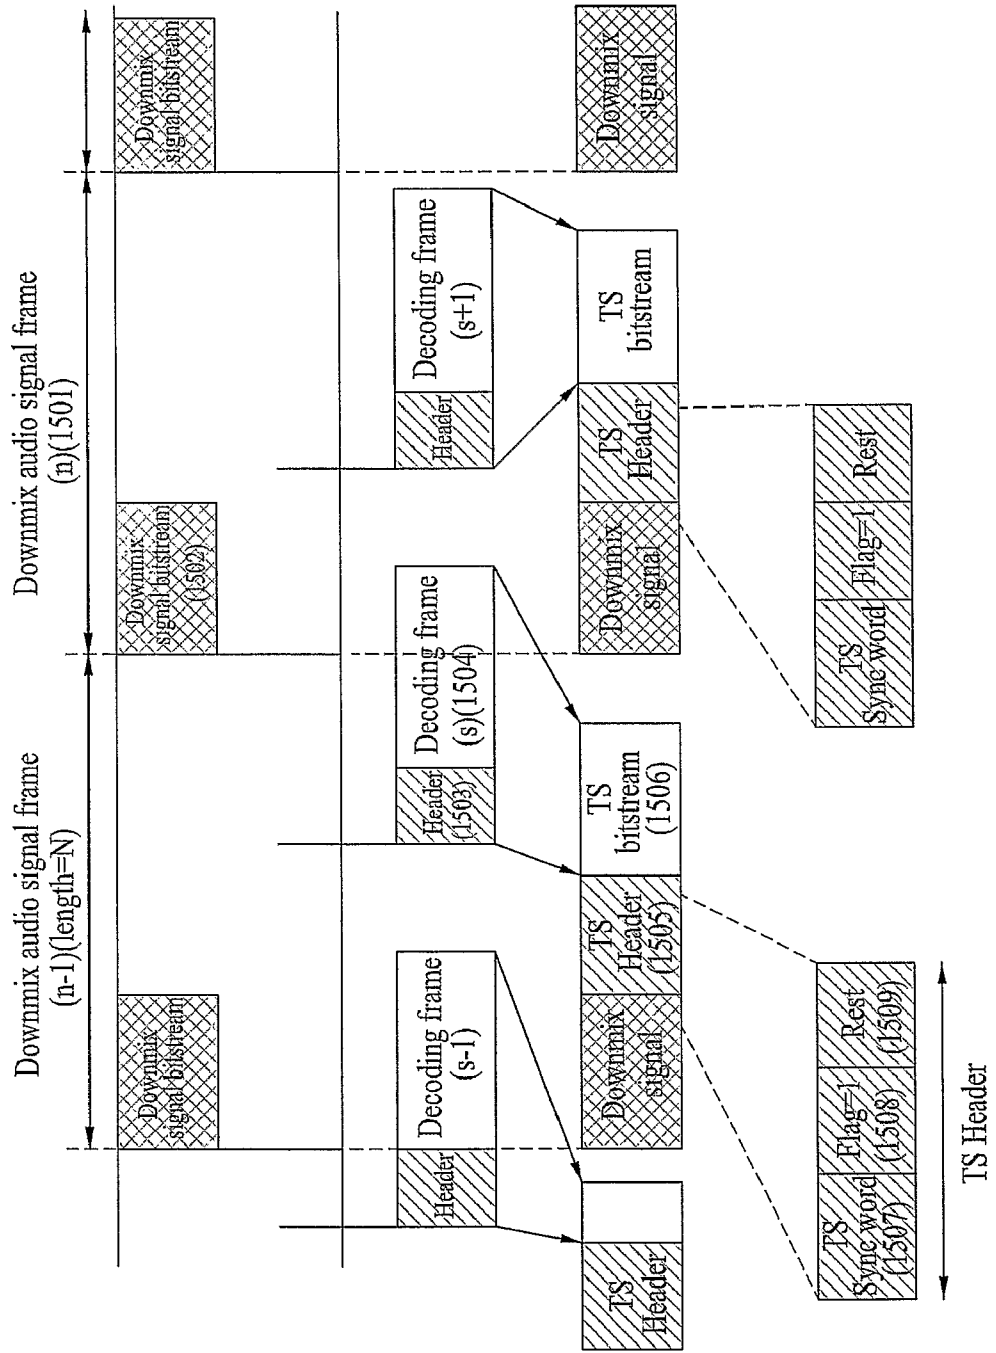 Downmix audio signal frame
(n-1)(length=N)
Downmix audio signal frame
(n)(1501)
Downmix
signal bitstream
Downmix
signal bitstream
(1502)
Downmix
signal bitstream
Header
Decoding frame
(s-1)
Header
(1503)
Decoding frame
(s)(1504)
Header
Decoding frame
(s+1)
TS
Header
Downmix
signal
TS
Header
(1505)
TS
bitstream
(1506)
Downmix
signal
TS
Header
TS
bitstream
Downmix
signal
TS
Sync word
(1507)
Flag=1
(1508)
Rest
(1509)
TS
Sync word
Flag=1
Rest
TS Header